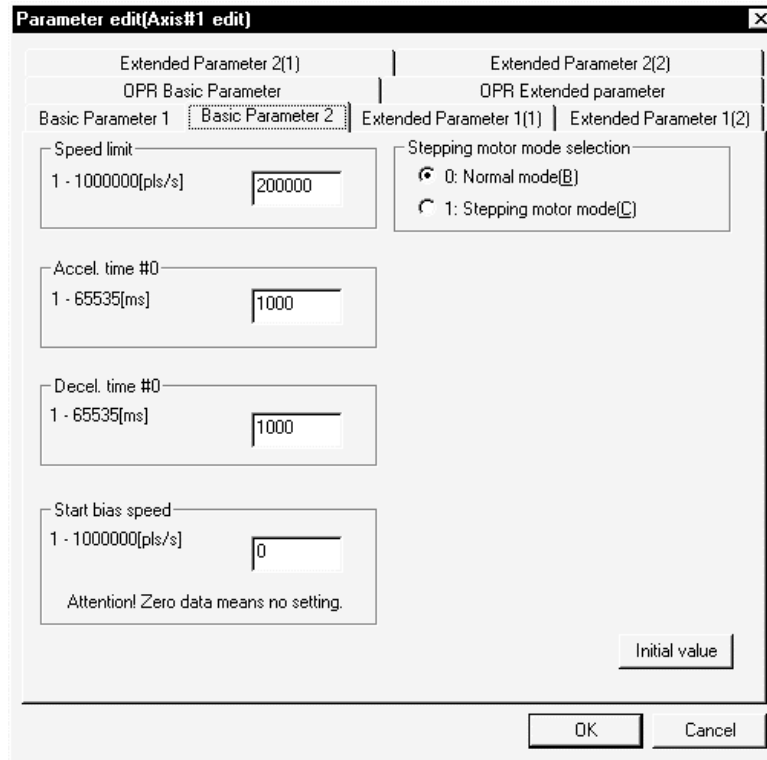 Parameter edit(Axis#1 edit)
Extended Parameter 2(1) Extended Parameter 2(2)
OPR Basic Parameter OPR Extended parameter
Basic Parameter 1 Basic Parameter 2 Extended Parameter 1(1) Extended Parameter 1(2)
Speed limit
1 - 1000000[pls/s] 200000
Stepping motor mode selection
0: Normal mode(B)
1: Stepping motor mode(C)
Accel. time #0
1 - 65535[ms] 1000
Decel. time #0
1 - 65535[ms] 1000
Start bias speed
1 - 1000000[pls/s] 0
Attention! Zero data means no setting.
Initial value
OK Cancel